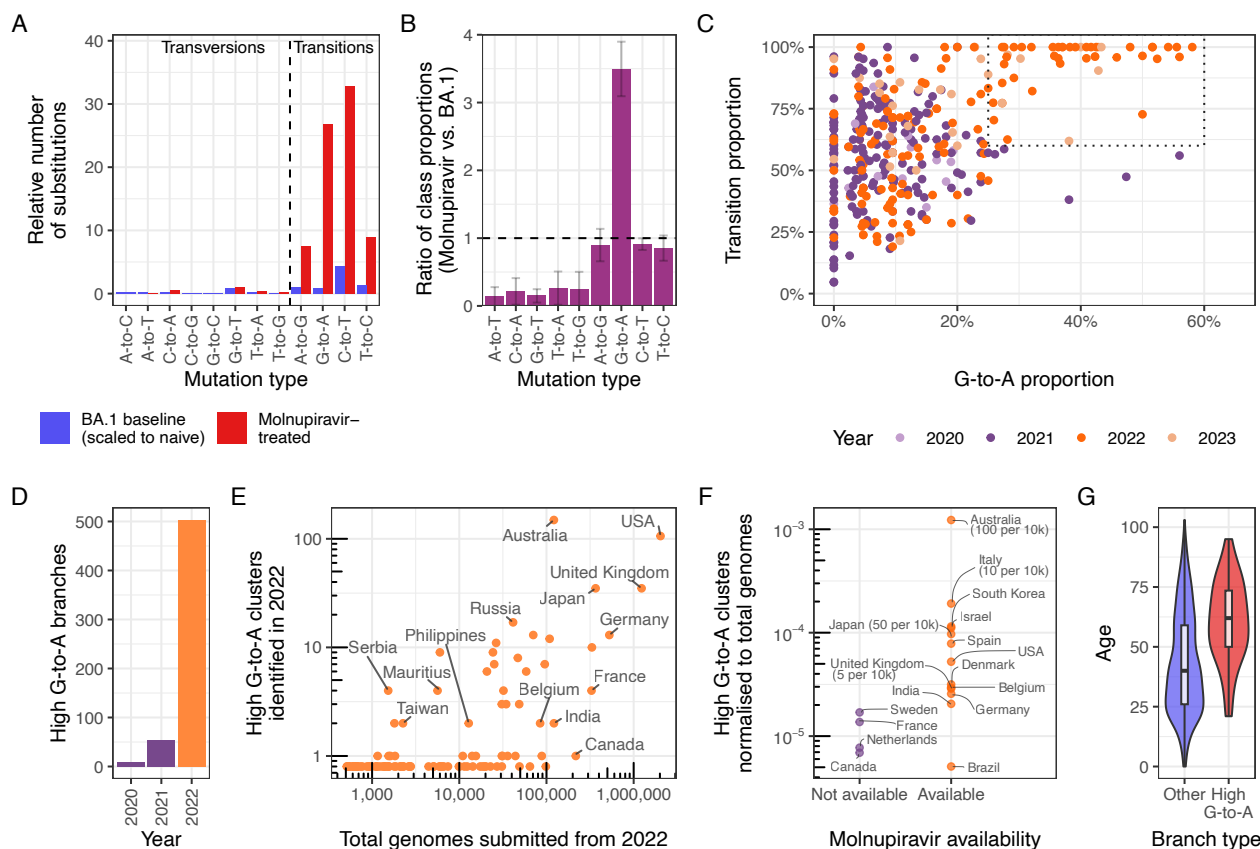 A
Relative number
of substitutions
40
30
20
10
0
Transversions
Transitions
A-to-C
A-to-T
C-to-A
C-to-G
G-to-C
G-to-T
T-to-A
T-to-G
A-to-G
G-to-A
C-to-T
T-to-C
Mutation type
BA.1 baseline
(scaled to naive)
Molnupiravir−
treated
B
Ratio of class proportions
(Molnupiravir vs. BA.1)
4
3
2
1
0
A-to-T
C-to-A
G-to-T
T-to-A
T-to-G
A-to-G
G-to-A
C-to-T
T-to-C
Mutation type
C
Transition proportion
100%
75%
50%
25%
0%
0%
20%
40%
60%
G-to-A proportion
Year
2020
2021
2022
2023
D
High G-to-A branches
500
400
300
200
100
0
2020
2021
2022
Year
E
High G-to-A clusters
identified in 2022
100
10
1
USA
Australia
United Kingdom
Japan
Russia
Germany
Philippines
Serbia
Mauritius
France
Belgium
Taiwan
India
Canada
1,000
10,000
100,000
1,000,000
Total genomes submitted from 2022
F
High G-to-A clusters
normalised to total genomes
10−3
10−4
10−5
Australia
(100 per 10k)
Italy
(10 per 10k)
South Korea
Israel
Japan (50 per 10k)
Spain
USA
United Kingdom
(5 per 10k)
Denmark
Belgium
India
Germany
Sweden
France
Netherlands
Canada
Brazil
Not available
Available
Molnupiravir availability
G
Age
100
75
50
25
0
Other
High
G-to-A
Branch type